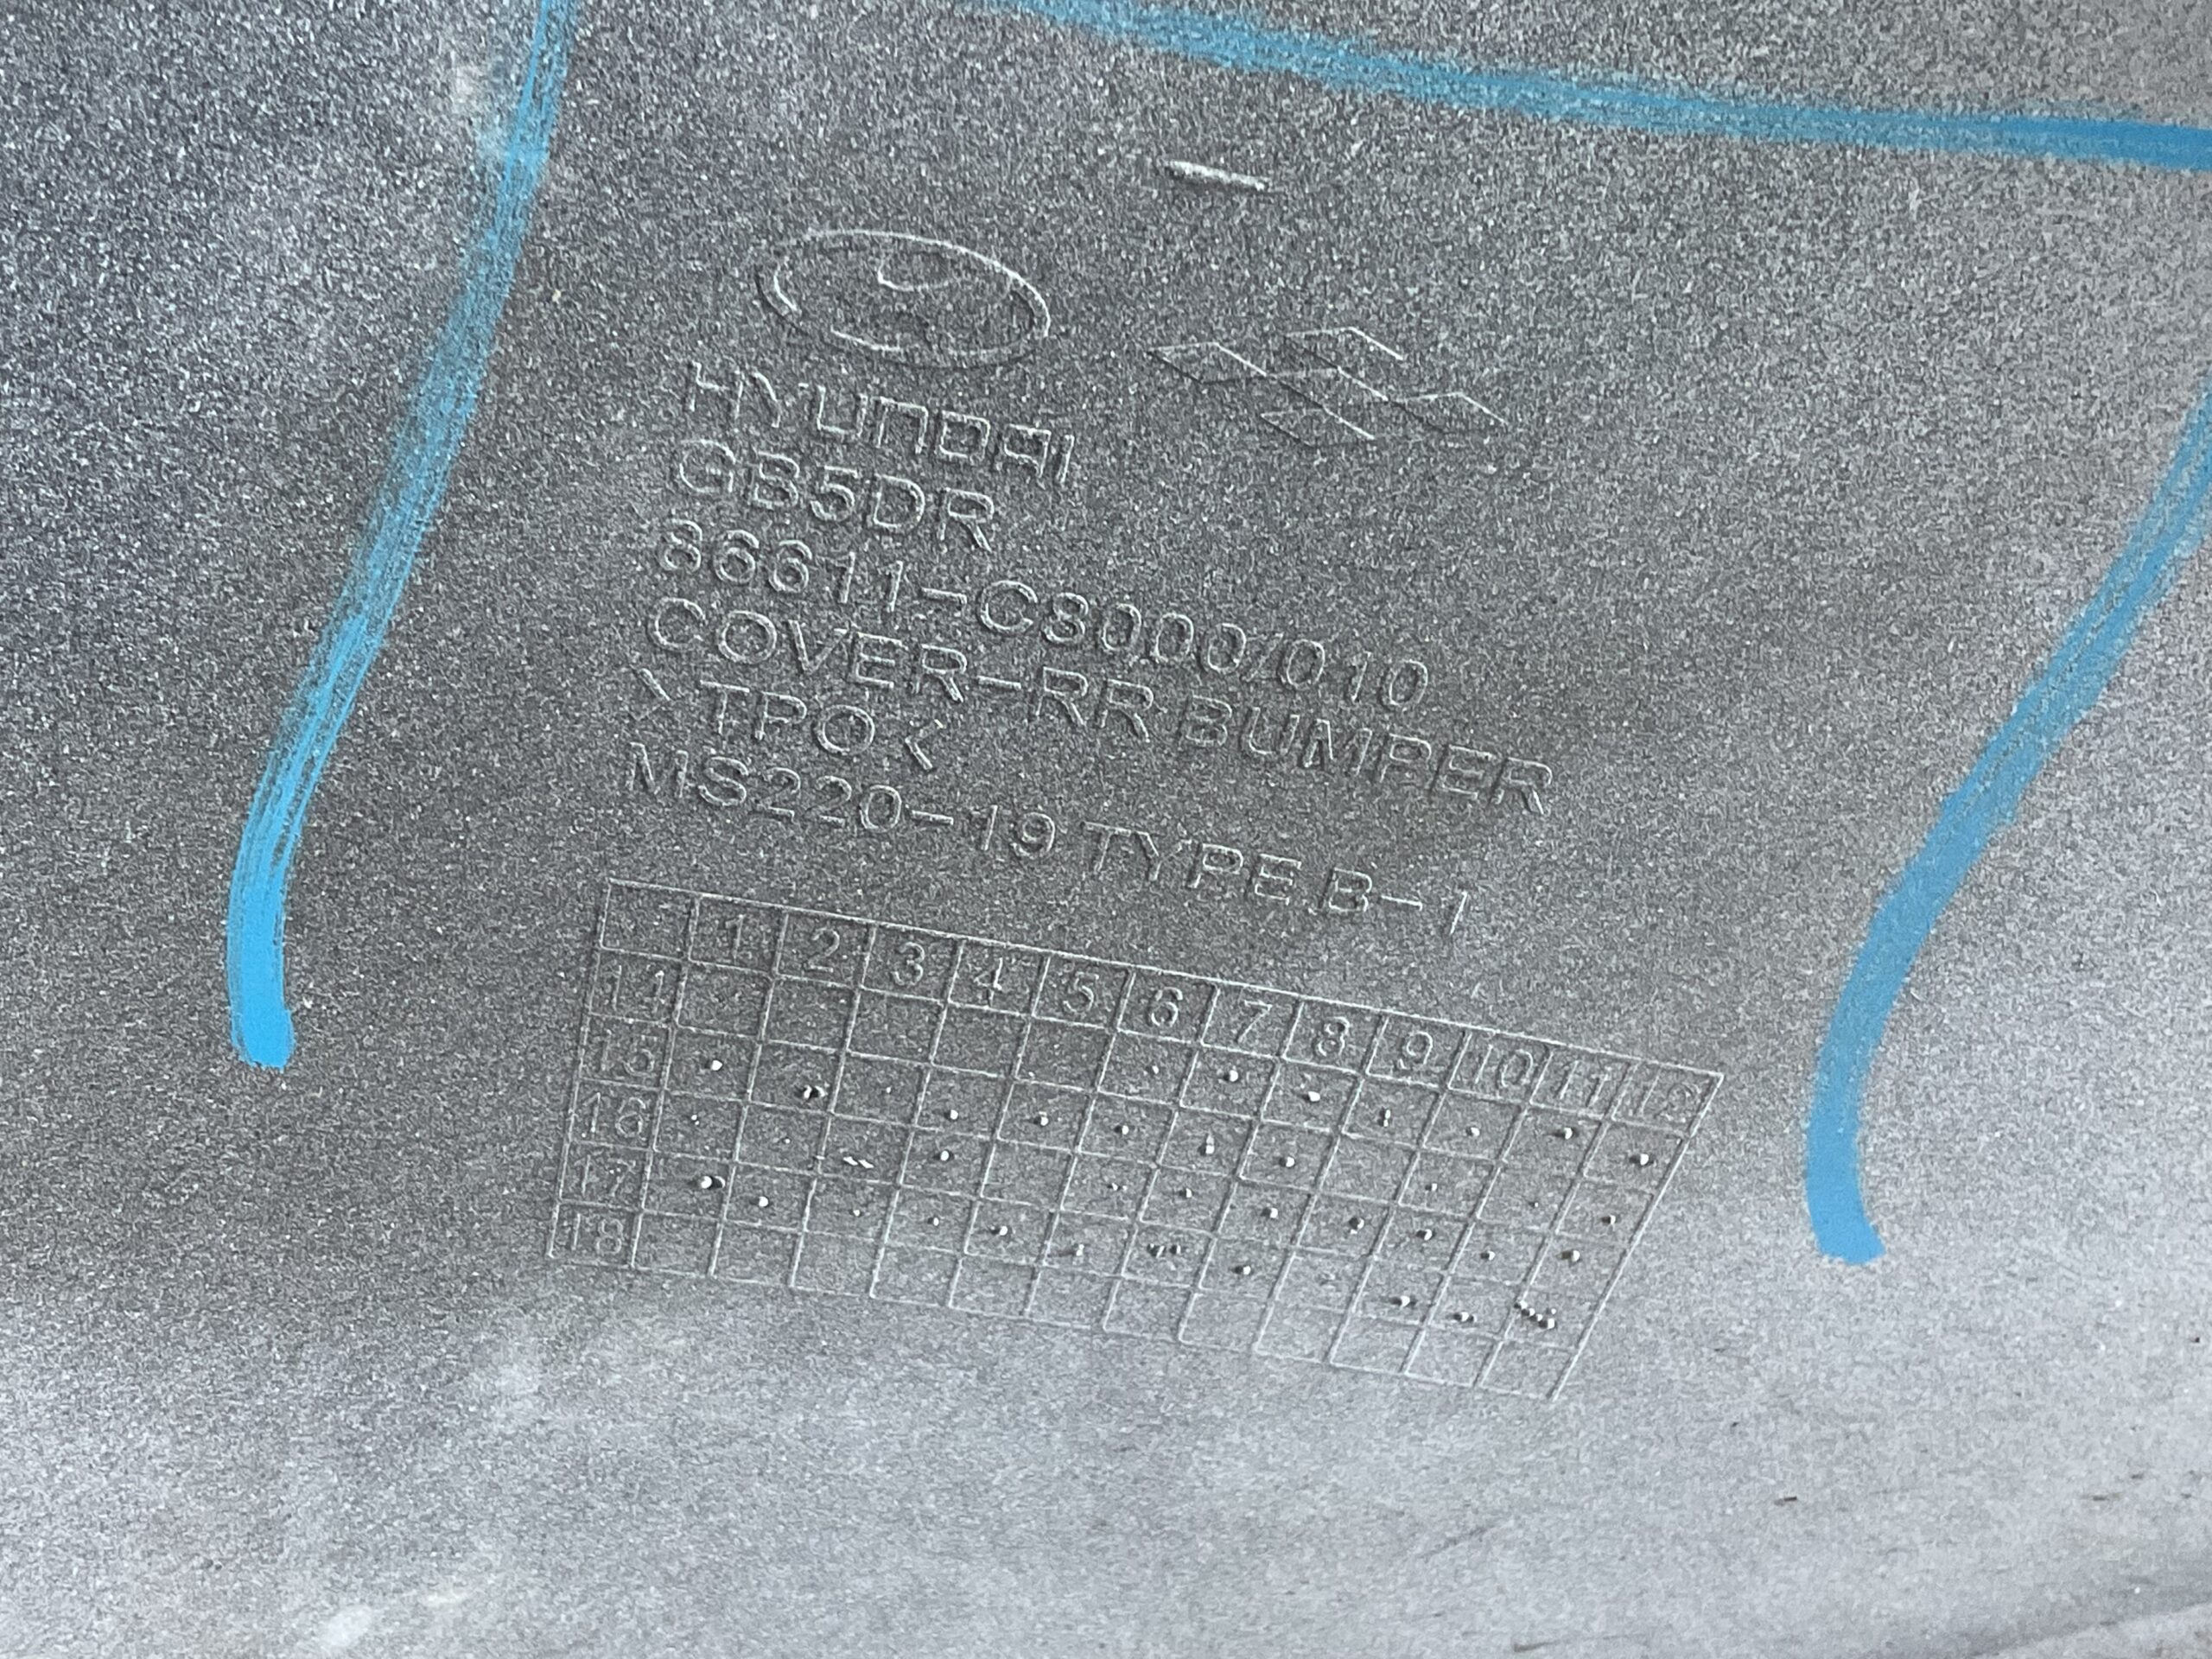 HYUNDAI
GB5DR
86611-C8000/010
COVER-RR BUMPER
>TPO<
MS220-19 TYPE B-1
1 2 3 4 5 6 7 8 9 10 11 12
14
15
16
17
18